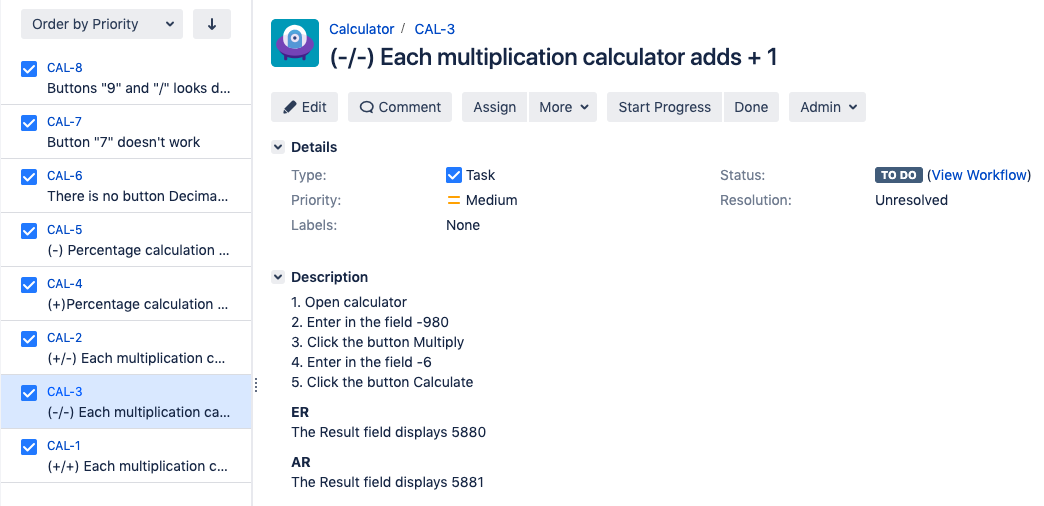 Order by Priority
CAL-8
Buttons "9" and "/" looks d...
CAL-7
Button "7" doesn't work
CAL-6
There is no button Decima...
CAL-5
(-) Percentage calculation ...
CAL-4
(+)Percentage calculation ...
CAL-2
(+/-) Each multiplication c...
CAL-3
(-/-) Each multiplication ca...
CAL-1
(+/+) Each multiplication c...
Calculator / CAL-3
(-/-) Each multiplication calculator adds + 1
Edit Comment Assign More Start Progress Done Admin
Details
Type: Task Status: TO DO (View Workflow)
Priority: Medium Resolution: Unresolved
Labels: None
Description
1. Open calculator
2. Enter in the field -980
3. Click the button Multiply
4. Enter in the field -6
5. Click the button Calculate
ER
The Result field displays 5880
AR
The Result field displays 5881